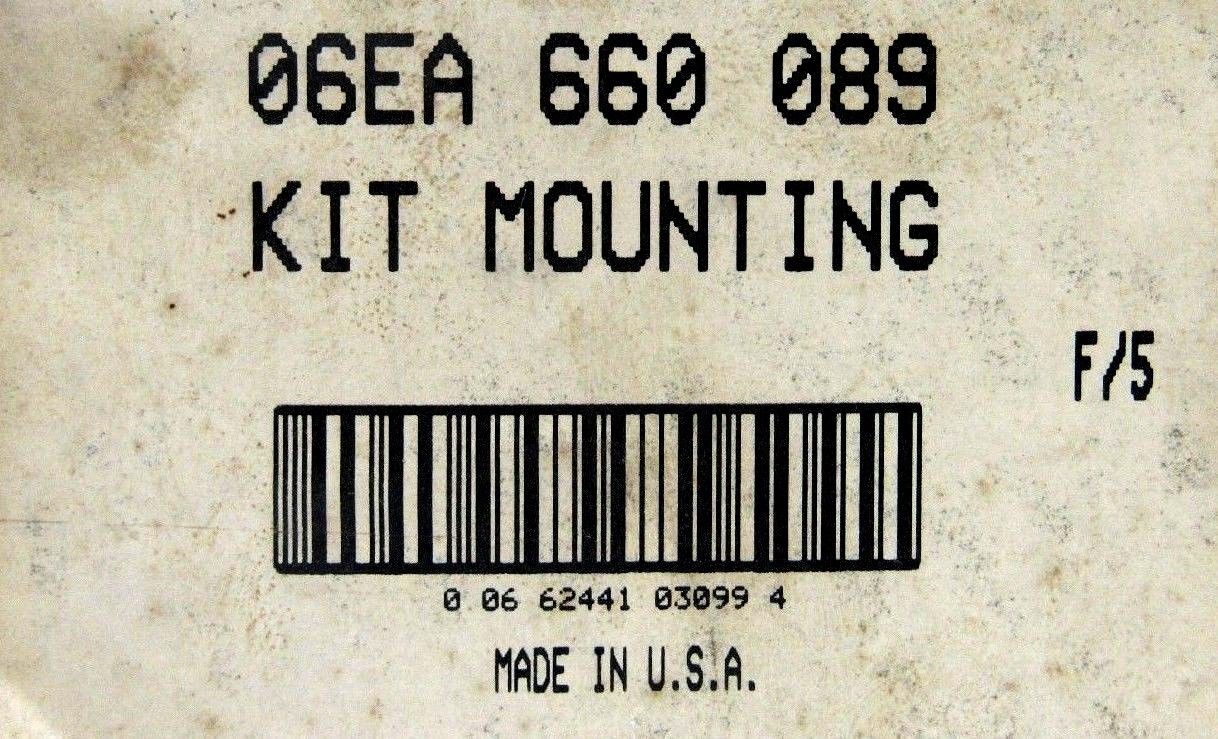 06EA 660 089
KIT MOUNTING
F/5
0 06 62441 03099 4
MADE IN U.S.A.